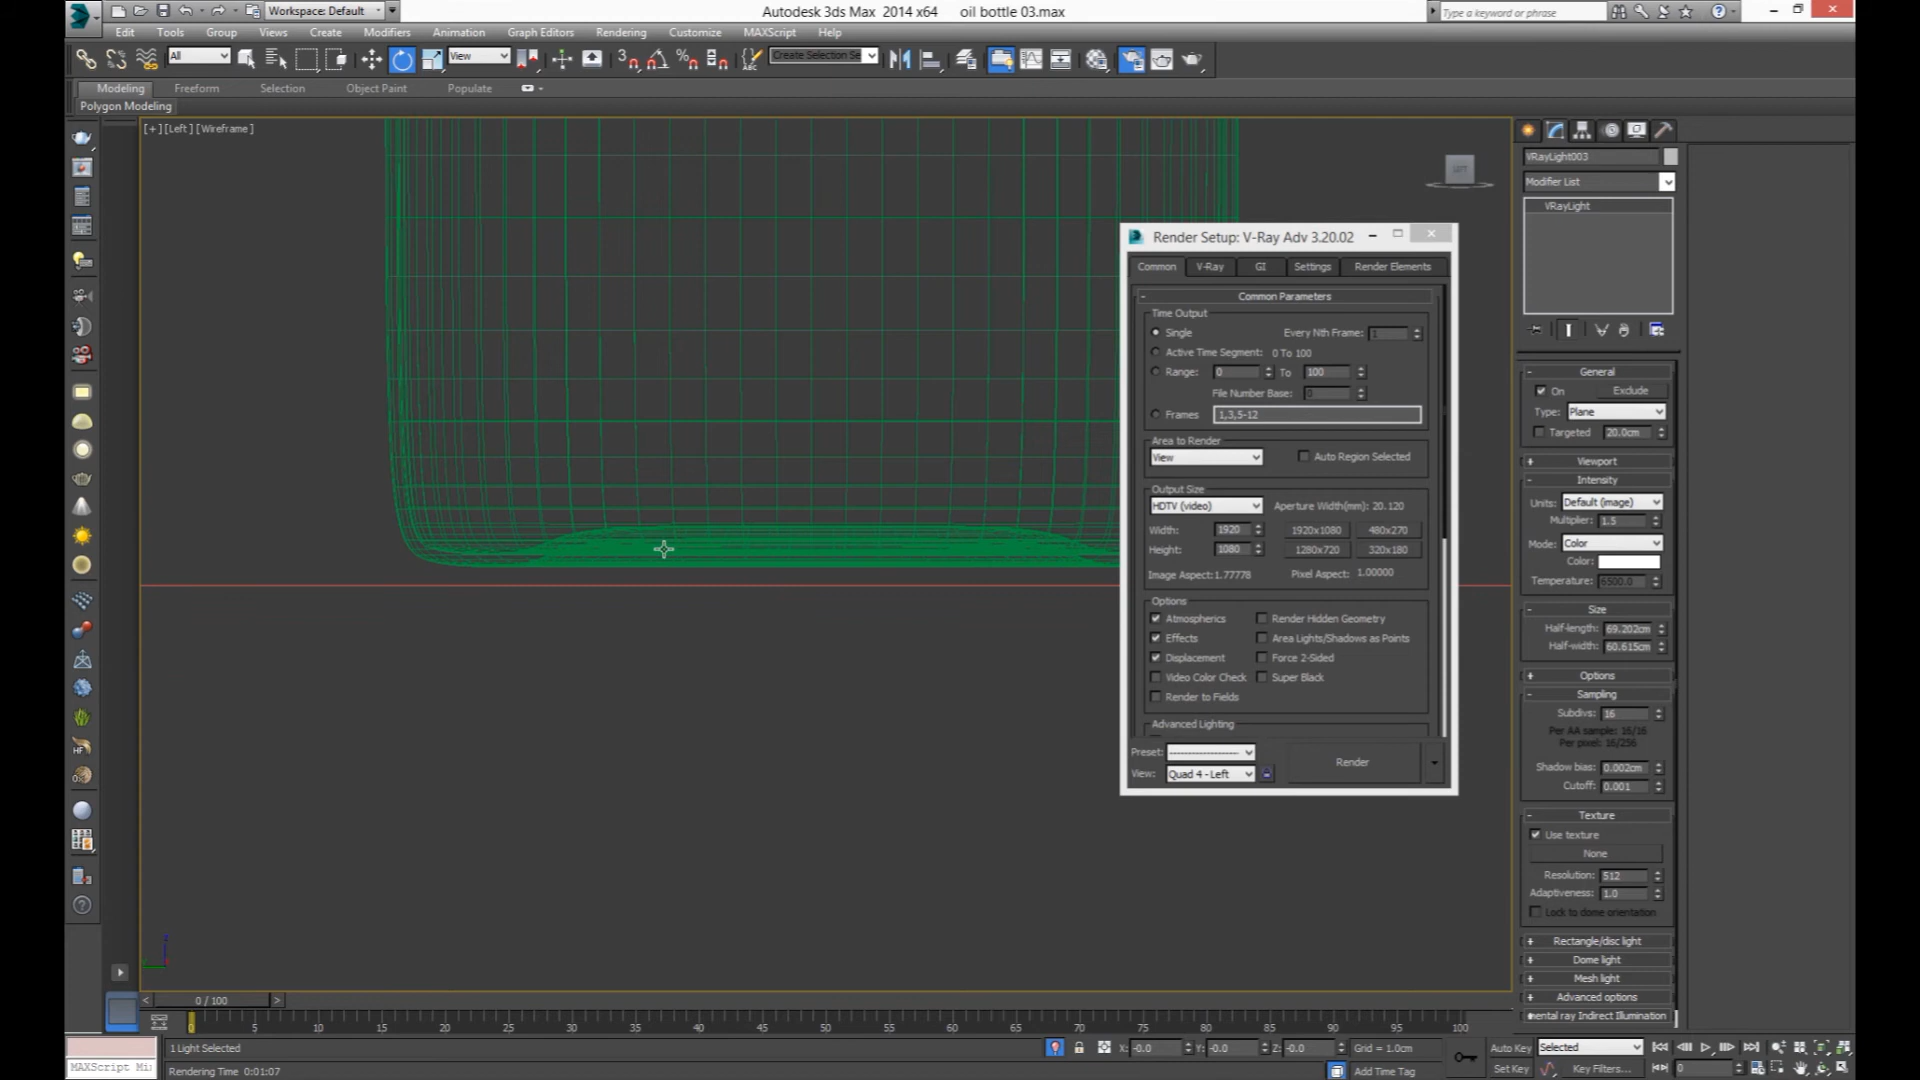 Workspace: Default
Autodesk 3ds Max 2014 x64 oil bottle 03.max
Type a keyword or phrase
Edit Tools Group Views Create Modifiers Animation Graph Editors Rendering Customize MAXScript Help
All View Create Selection Se
Modeling Freeform Selection Object Paint Populate
Polygon Modeling
[+][Left][Wireframe]
LEFT
VRayLight003
Modifier List
VRayLight
Render Setup: V-Ray Adv 3.20.02
Common V-Ray GI Settings Render Elements
Common Parameters
Time Output
Single Every Nth Frame: 1
Active Time Segment: 0 To 100
Range: 0 To 100
File Number Base: 0
Frames 1,3,5-12
Area to Render
View Auto Region Selected
Output Size
HDTV (video) Aperture Width(mm): 20.120
Width: 1920 1920x1080 480x270
Height: 1080 1280x720 320x180
Image Aspect: 1.77778 Pixel Aspect: 1.00000
Options
Atmospherics Render Hidden Geometry
Effects Area Lights/Shadows as Points
Displacement Force 2-Sided
Video Color Check Super Black
Render to Fields
Advanced Lighting
Preset: --------------------
View: Quad 4 - Left Render
General
On Exclude
Type: Plane
Targeted 20.0cm
Viewport
Intensity
Units: Default (image)
Multiplier: 1.5
Mode: Color
Color:
Temperature: 6500.0
Size
Half-length: 69.202cm
Half-width: 60.615cm
Options
Sampling
Subdivs: 16
Per AA sample: 16/16
Per pixel: 16/256
Shadow bias: 0.002cm
Cutoff: 0.001
Texture
Use texture
None
Resolution: 512
Adaptiveness: 1.0
Lock to dome orientation
Rectangle/disc light
Dome light
Mesh light
Advanced options
mental ray Indirect Illumination
HF
z
0 / 100
0 5 10 15 20 25 30 35 40 45 50 55 60 65 70 75 80 85 90 95 100
1 Light Selected X: -0.0 Y: -0.0 Z: -0.0 Grid = 1.0cm Auto Key Selected
MAXScript Mi Rendering Time 0:01:07 Add Time Tag Set Key Key Filters... 0